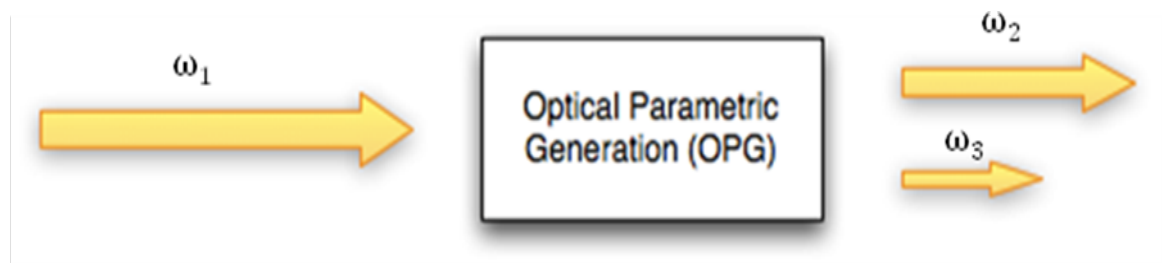 ω1
Optical Parametric
Generation (OPG)
ω2
ω3